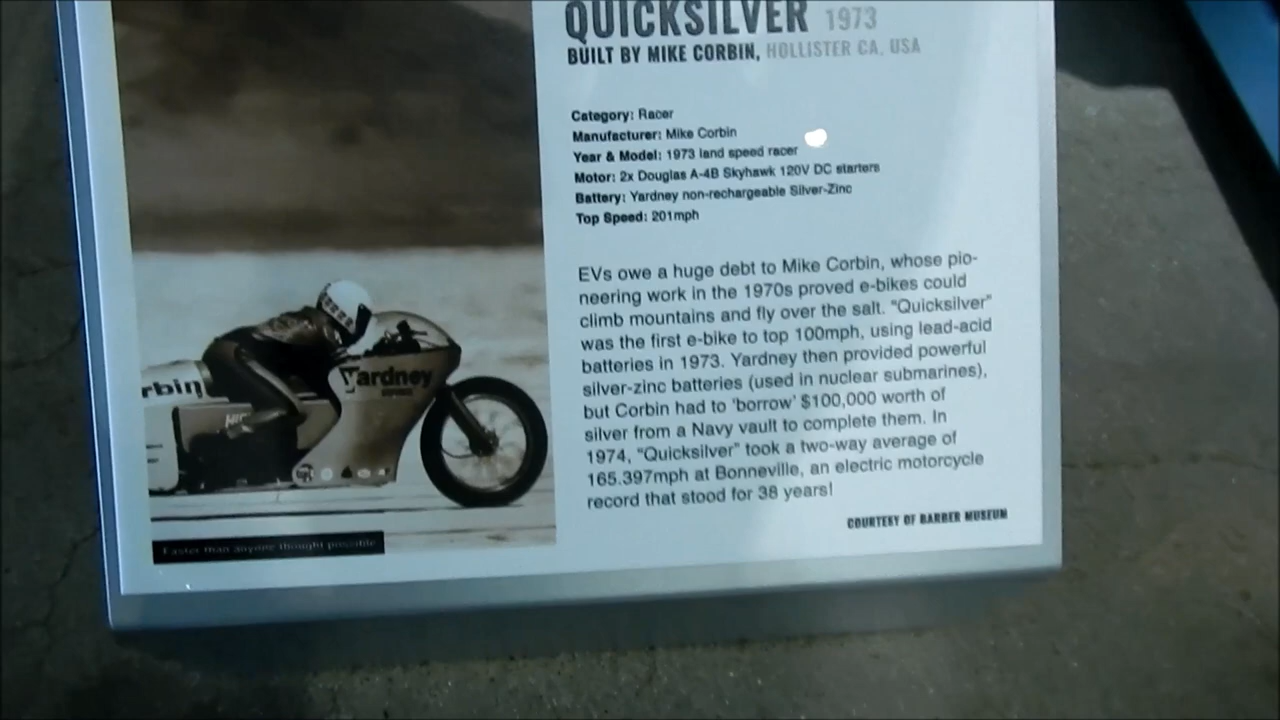 QUICKSILVER 1973
BUILT BY MIKE CORBIN, HOLLISTER CA, USA
Category: Racer
Manufacturer: Mike Corbin
Year & Model: 1973 land speed racer
Motor: 2x Douglas A-4B Skyhawk 120V DC starters
Battery: Yardney non-rechargeable Silver-Zinc
Top Speed: 201mph
EVs owe a huge debt to Mike Corbin, whose pio-
neering work in the 1970s proved e-bikes could
climb mountains and fly over the salt. "Quicksilver"
was the first e-bike to top 100mph, using lead-acid
batteries in 1973. Yardney then provided powerful
silver-zinc batteries (used in nuclear submarines),
but Corbin had to 'borrow' $100,000 worth of
silver from a Navy vault to complete them. In
1974, "Quicksilver" took a two-way average of
165.397mph at Bonneville, an electric motorcycle
record that stood for 38 years!
COURTESY OF BARBER MUSEUM
rbin
Yardney
Faster than anyone thought possible